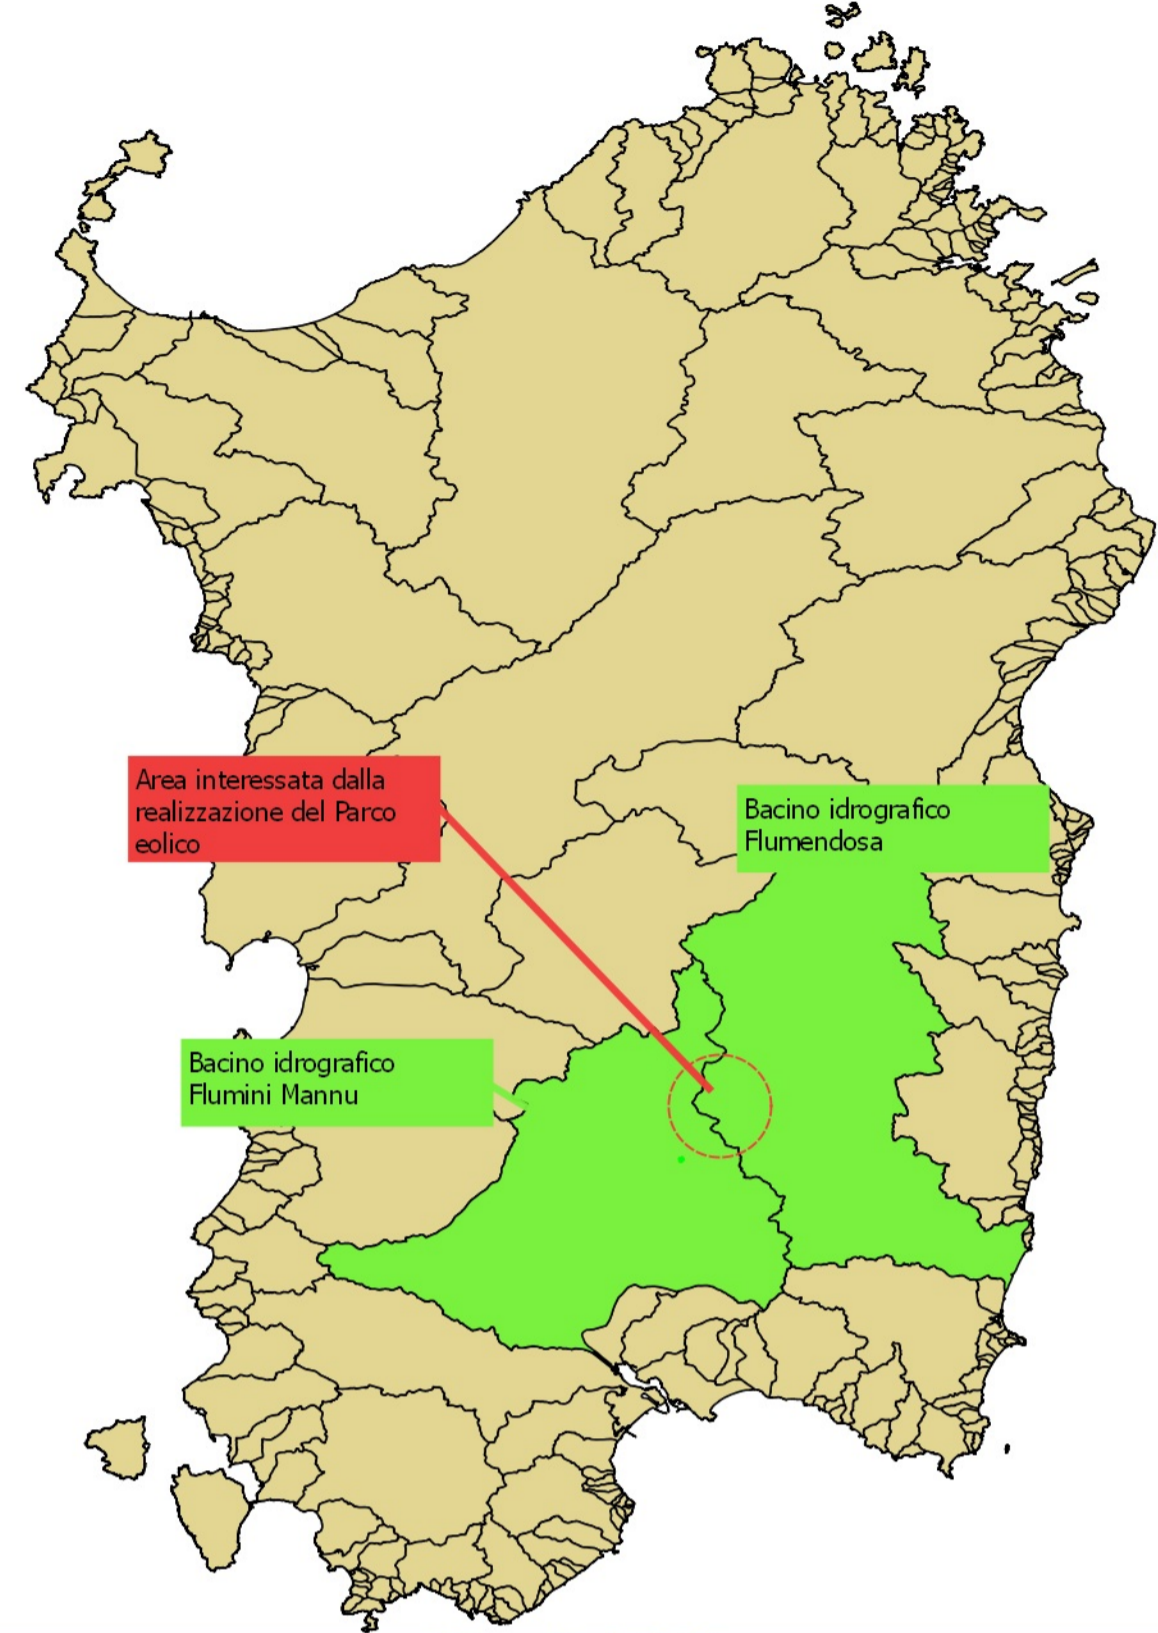 Area interessata dalla
realizzazione del Parco
eolico
Bacino idrografico
Flumendosa
Bacino idrografico
Flumini Mannu